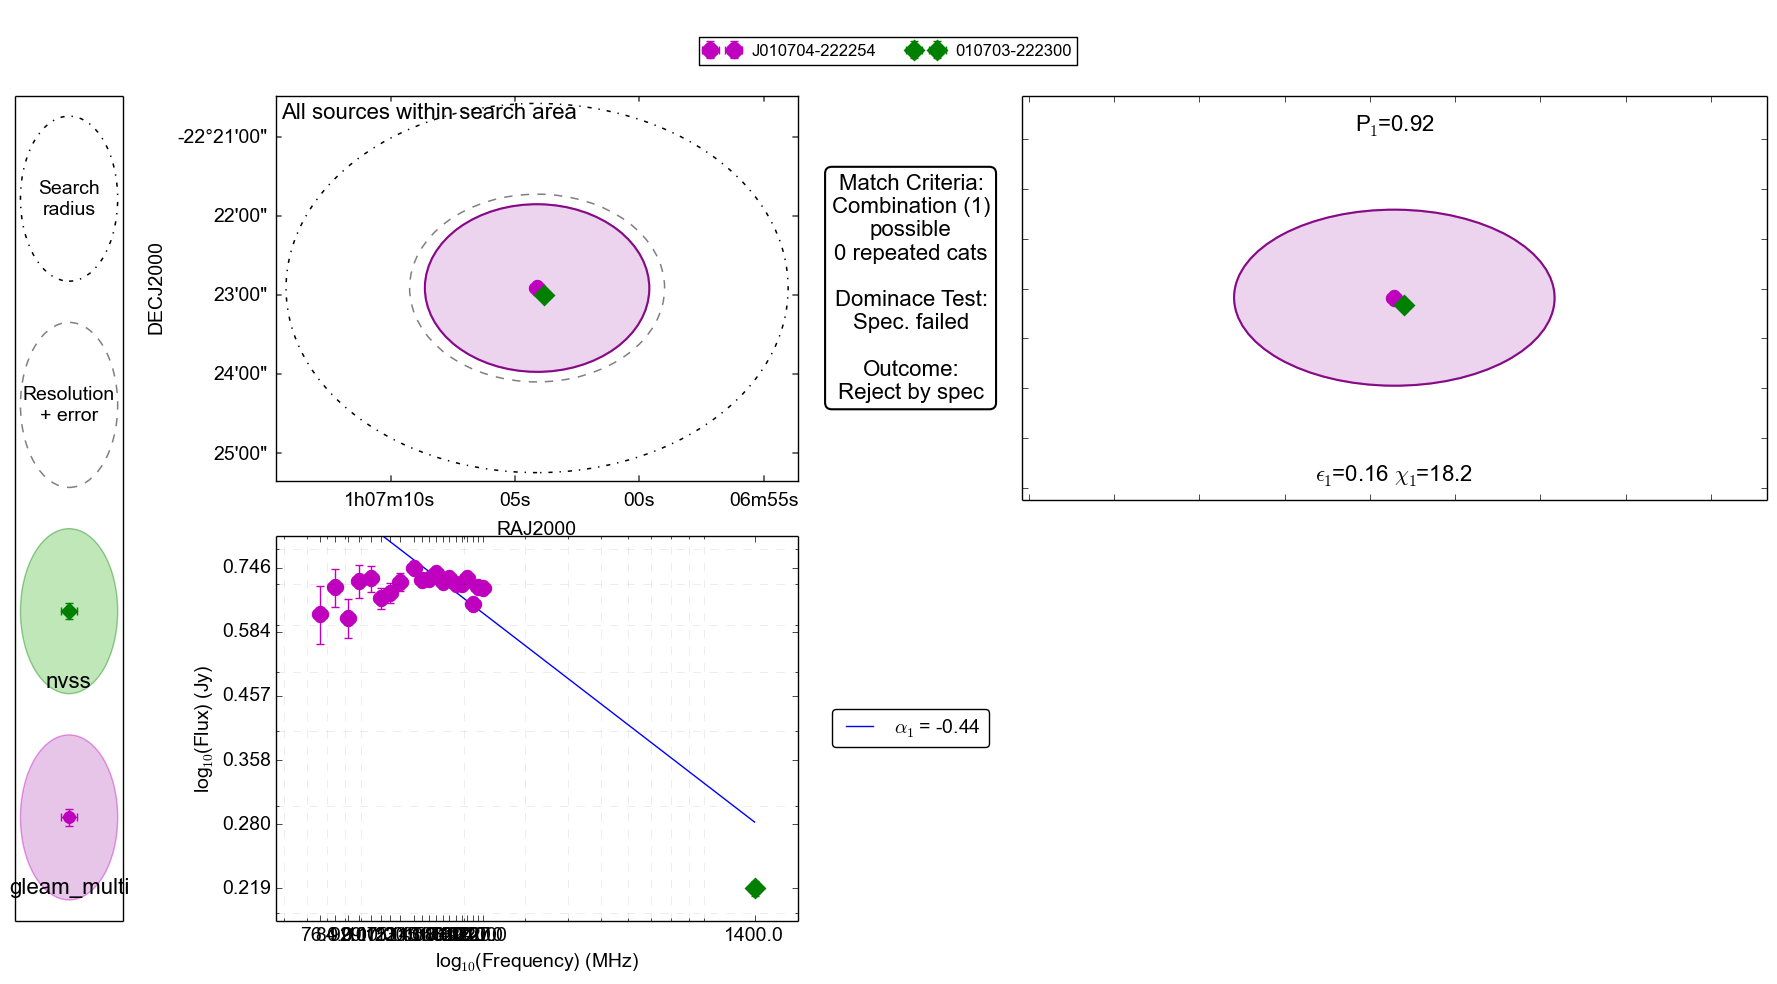 J010704-222254
010703-222300
Search
radius
Resolution
+ error
nvss
gleam_multi
All sources within search area
DECJ2000
-22°21'00"
22'00"
23'00"
24'00"
25'00"
1h07m10s
05s
00s
06m55s
RAJ2000
Match Criteria:
Combination (1)
possible
0 repeated cats
Dominace Test:
Spec. failed
Outcome:
Reject by spec
P₁=0.92
ϵ₁=0.16 χ₁=18.2
log₁₀(Flux) (Jy)
0.746
0.584
0.457
0.358
0.280
0.219
1400.0
log₁₀(Frequency) (MHz)
α₁ = -0.44